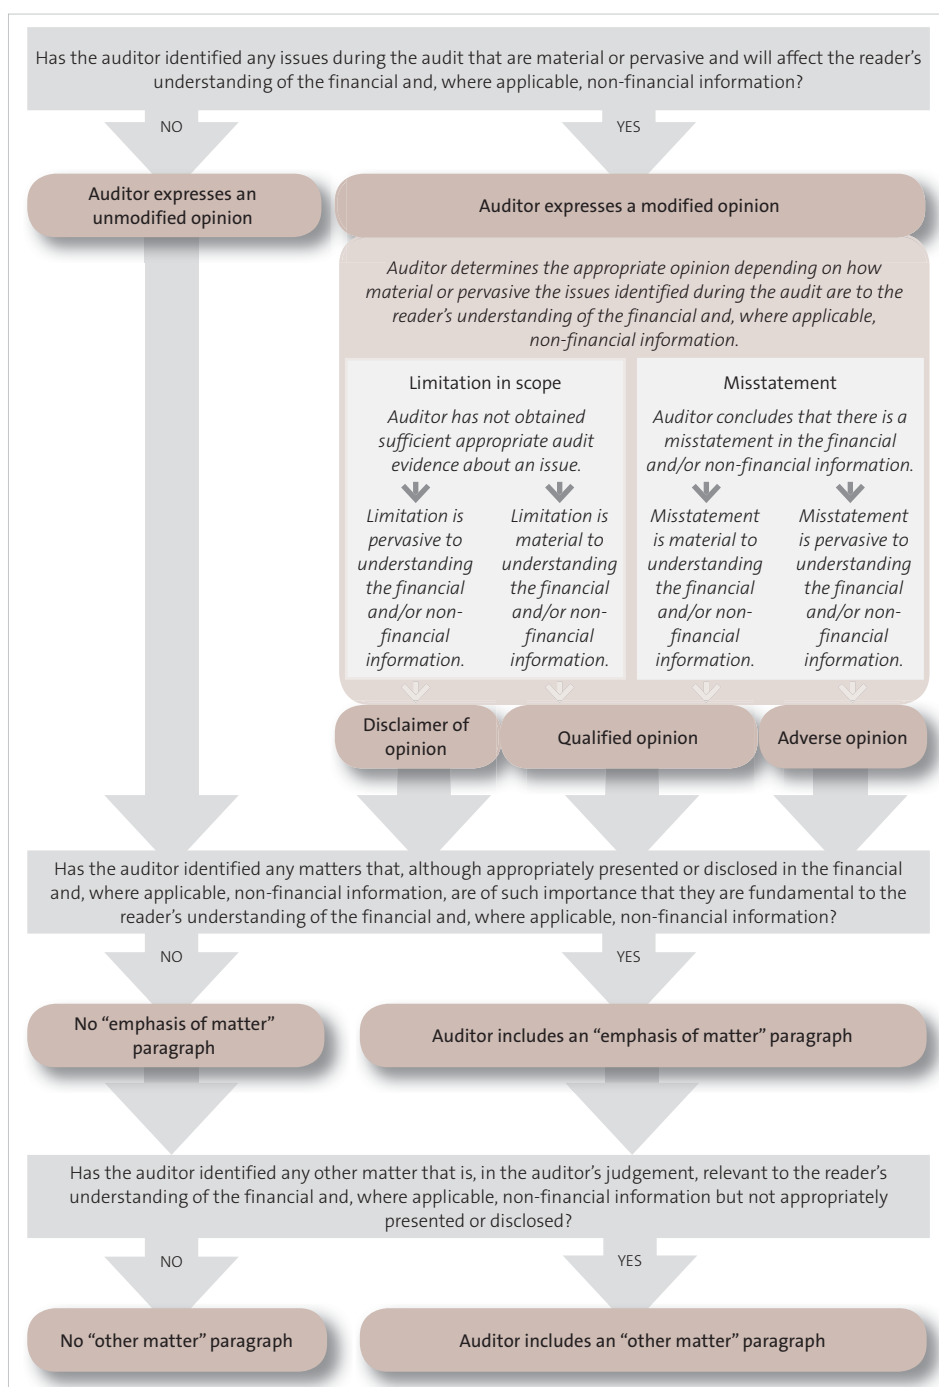 Has the auditor identified any issues during the audit that are material or pervasive and will affect the reader’s
understanding of the financial and, where applicable, non-financial information?
NO
YES
Auditor expresses an
unmodified opinion
Auditor expresses a modified opinion
Auditor determines the appropriate opinion depending on how
material or pervasive the issues identified during the audit are to the
reader’s understanding of the financial and, where applicable,
non-financial information.
Limitation in scope
Auditor has not obtained
sufficient appropriate audit
evidence about an issue.
Limitation is
pervasive to
understanding
the financial
and/or non-
financial
information.
Limitation is
material to
understanding
the financial
and/or non-
financial
information.
Misstatement
Auditor concludes that there is a
misstatement in the financial
and/or non-financial information.
Misstatement
is material to
understanding
the financial
and/or non-
financial
information.
Misstatement
is pervasive to
understanding
the financial
and/or non-
financial
information.
Disclaimer of
opinion
Qualified opinion
Adverse opinion
Has the auditor identified any matters that, although appropriately presented or disclosed in the financial
and, where applicable, non-financial information, are of such importance that they are fundamental to the
reader’s understanding of the financial and, where applicable, non-financial information?
NO
YES
No “emphasis of matter”
paragraph
Auditor includes an “emphasis of matter” paragraph
Has the auditor identified any other matter that is, in the auditor’s judgement, relevant to the reader’s
understanding of the financial and, where applicable, non-financial information but not appropriately
presented or disclosed?
NO
YES
No “other matter” paragraph
Auditor includes an “other matter” paragraph